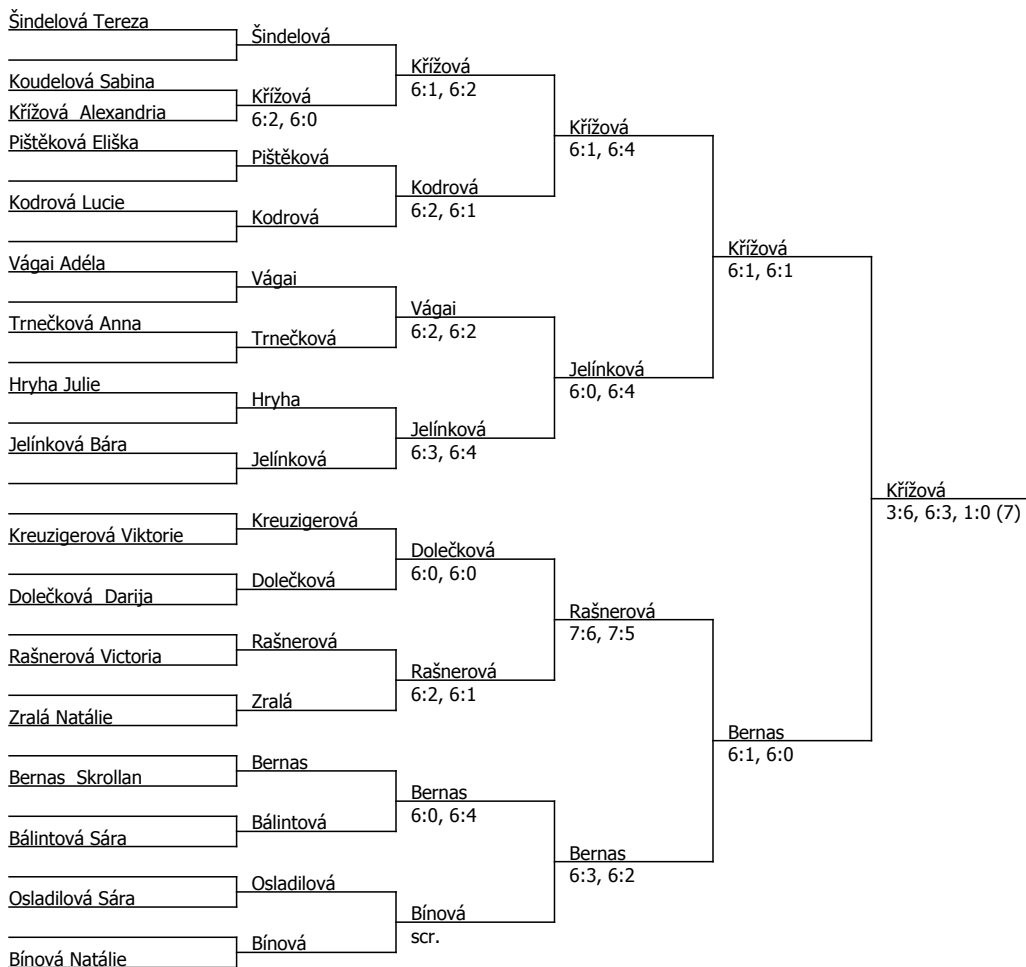 Šindelová Tereza
Koudelová Sabina
Křížová  Alexandria
Pištěková Eliška
Kodrová Lucie
Vágai Adéla
Trnečková Anna
Hryha Julie
Jelínková Bára
Kreuzigerová Viktorie
Dolečková  Darija
Rašnerová Victoria
Zralá Natálie
Bernas  Skrollan
Bálintová Sára
Osladilová Sára
Bínová Natálie
Šindelová
Křížová
6:2, 6:0
Pištěková
Kodrová
Vágai
Trnečková
Hryha
Jelínková
Kreuzigerová
Dolečková
Rašnerová
Zralá
Bernas
Bálintová
Osladilová
Bínová
Křížová
6:1, 6:2
Kodrová
6:2, 6:1
Vágai
6:2, 6:2
Jelínková
6:3, 6:4
Dolečková
6:0, 6:0
Rašnerová
6:2, 6:1
Bernas
6:0, 6:4
Bínová
scr.
Křížová
6:1, 6:4
Jelínková
6:0, 6:4
Rašnerová
7:6, 7:5
Bernas
6:3, 6:2
Křížová
6:1, 6:1
Bernas
6:1, 6:0
Křížová
3:6, 6:3, 1:0 (7)